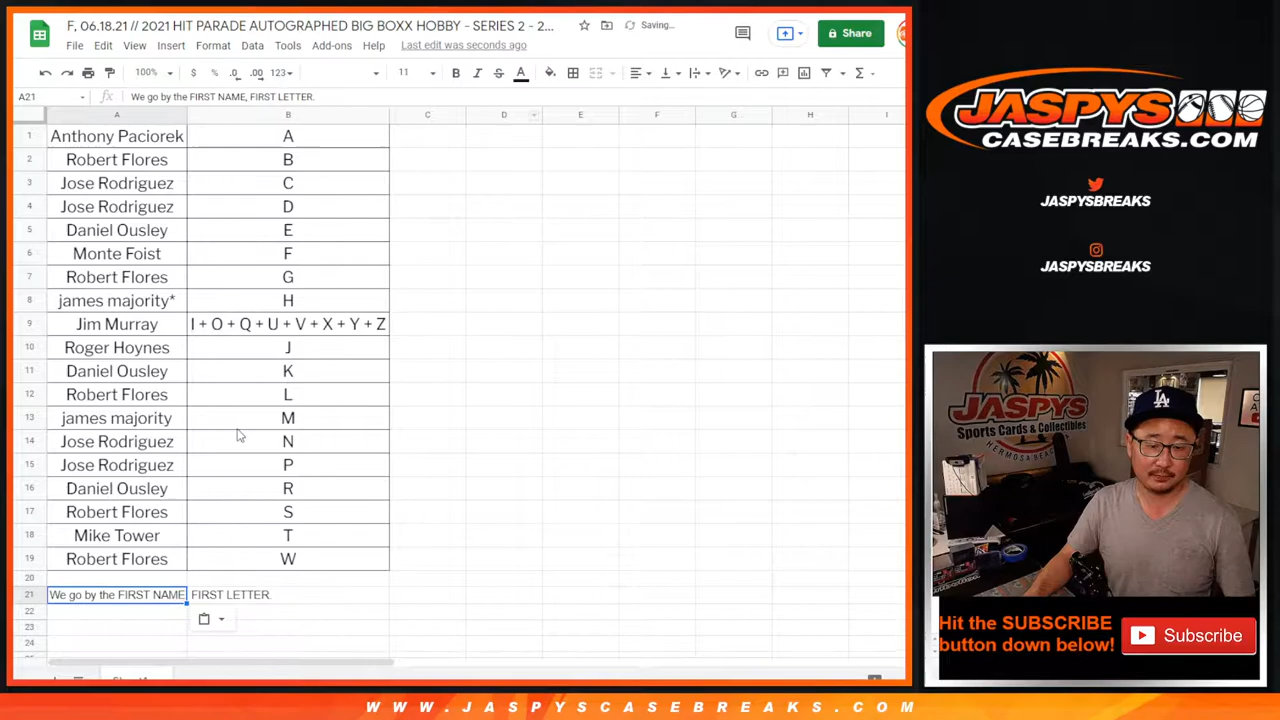 F, 06.18.21 // 2021 HIT PARADE AUTOGRAPHED BIG BOXX HOBBY - SERIES 2 - 2...
Saving...
File Edit View Insert Format Data Tools Add-ons Help Last edit was seconds ago
Share
100% $ % .0 .00 123 11 B I S A
A21 fx We go by the FIRST NAME, FIRST LETTER.
A B C D E F G H I
1 Anthony Paciorek A
2 Robert Flores B
3 Jose Rodriguez C
4 Jose Rodriguez D
5 Daniel Ousley E
6 Monte Foist F
7 Robert Flores G
8 james majority* H
9 Jim Murray I + O + Q + U + V + X + Y + Z
10 Roger Hoynes J
11 Daniel Ousley K
12 Robert Flores L
13 james majority M
14 Jose Rodriguez N
15 Jose Rodriguez P
16 Daniel Ousley R
17 Robert Flores S
18 Mike Tower T
19 Robert Flores W
20
21 We go by the FIRST NAME, FIRST LETTER.
22
23
24
JASPYS
CASEBREAKS.COM
JASPYSBREAKS
JASPYSBREAKS
JASPYS
Sports Cards & Collectibles
HERMOSA BEACH
LA
Hit the SUBSCRIBE
button down below!
Subscribe
WWW.JASPYSCASEBREAKS.COM